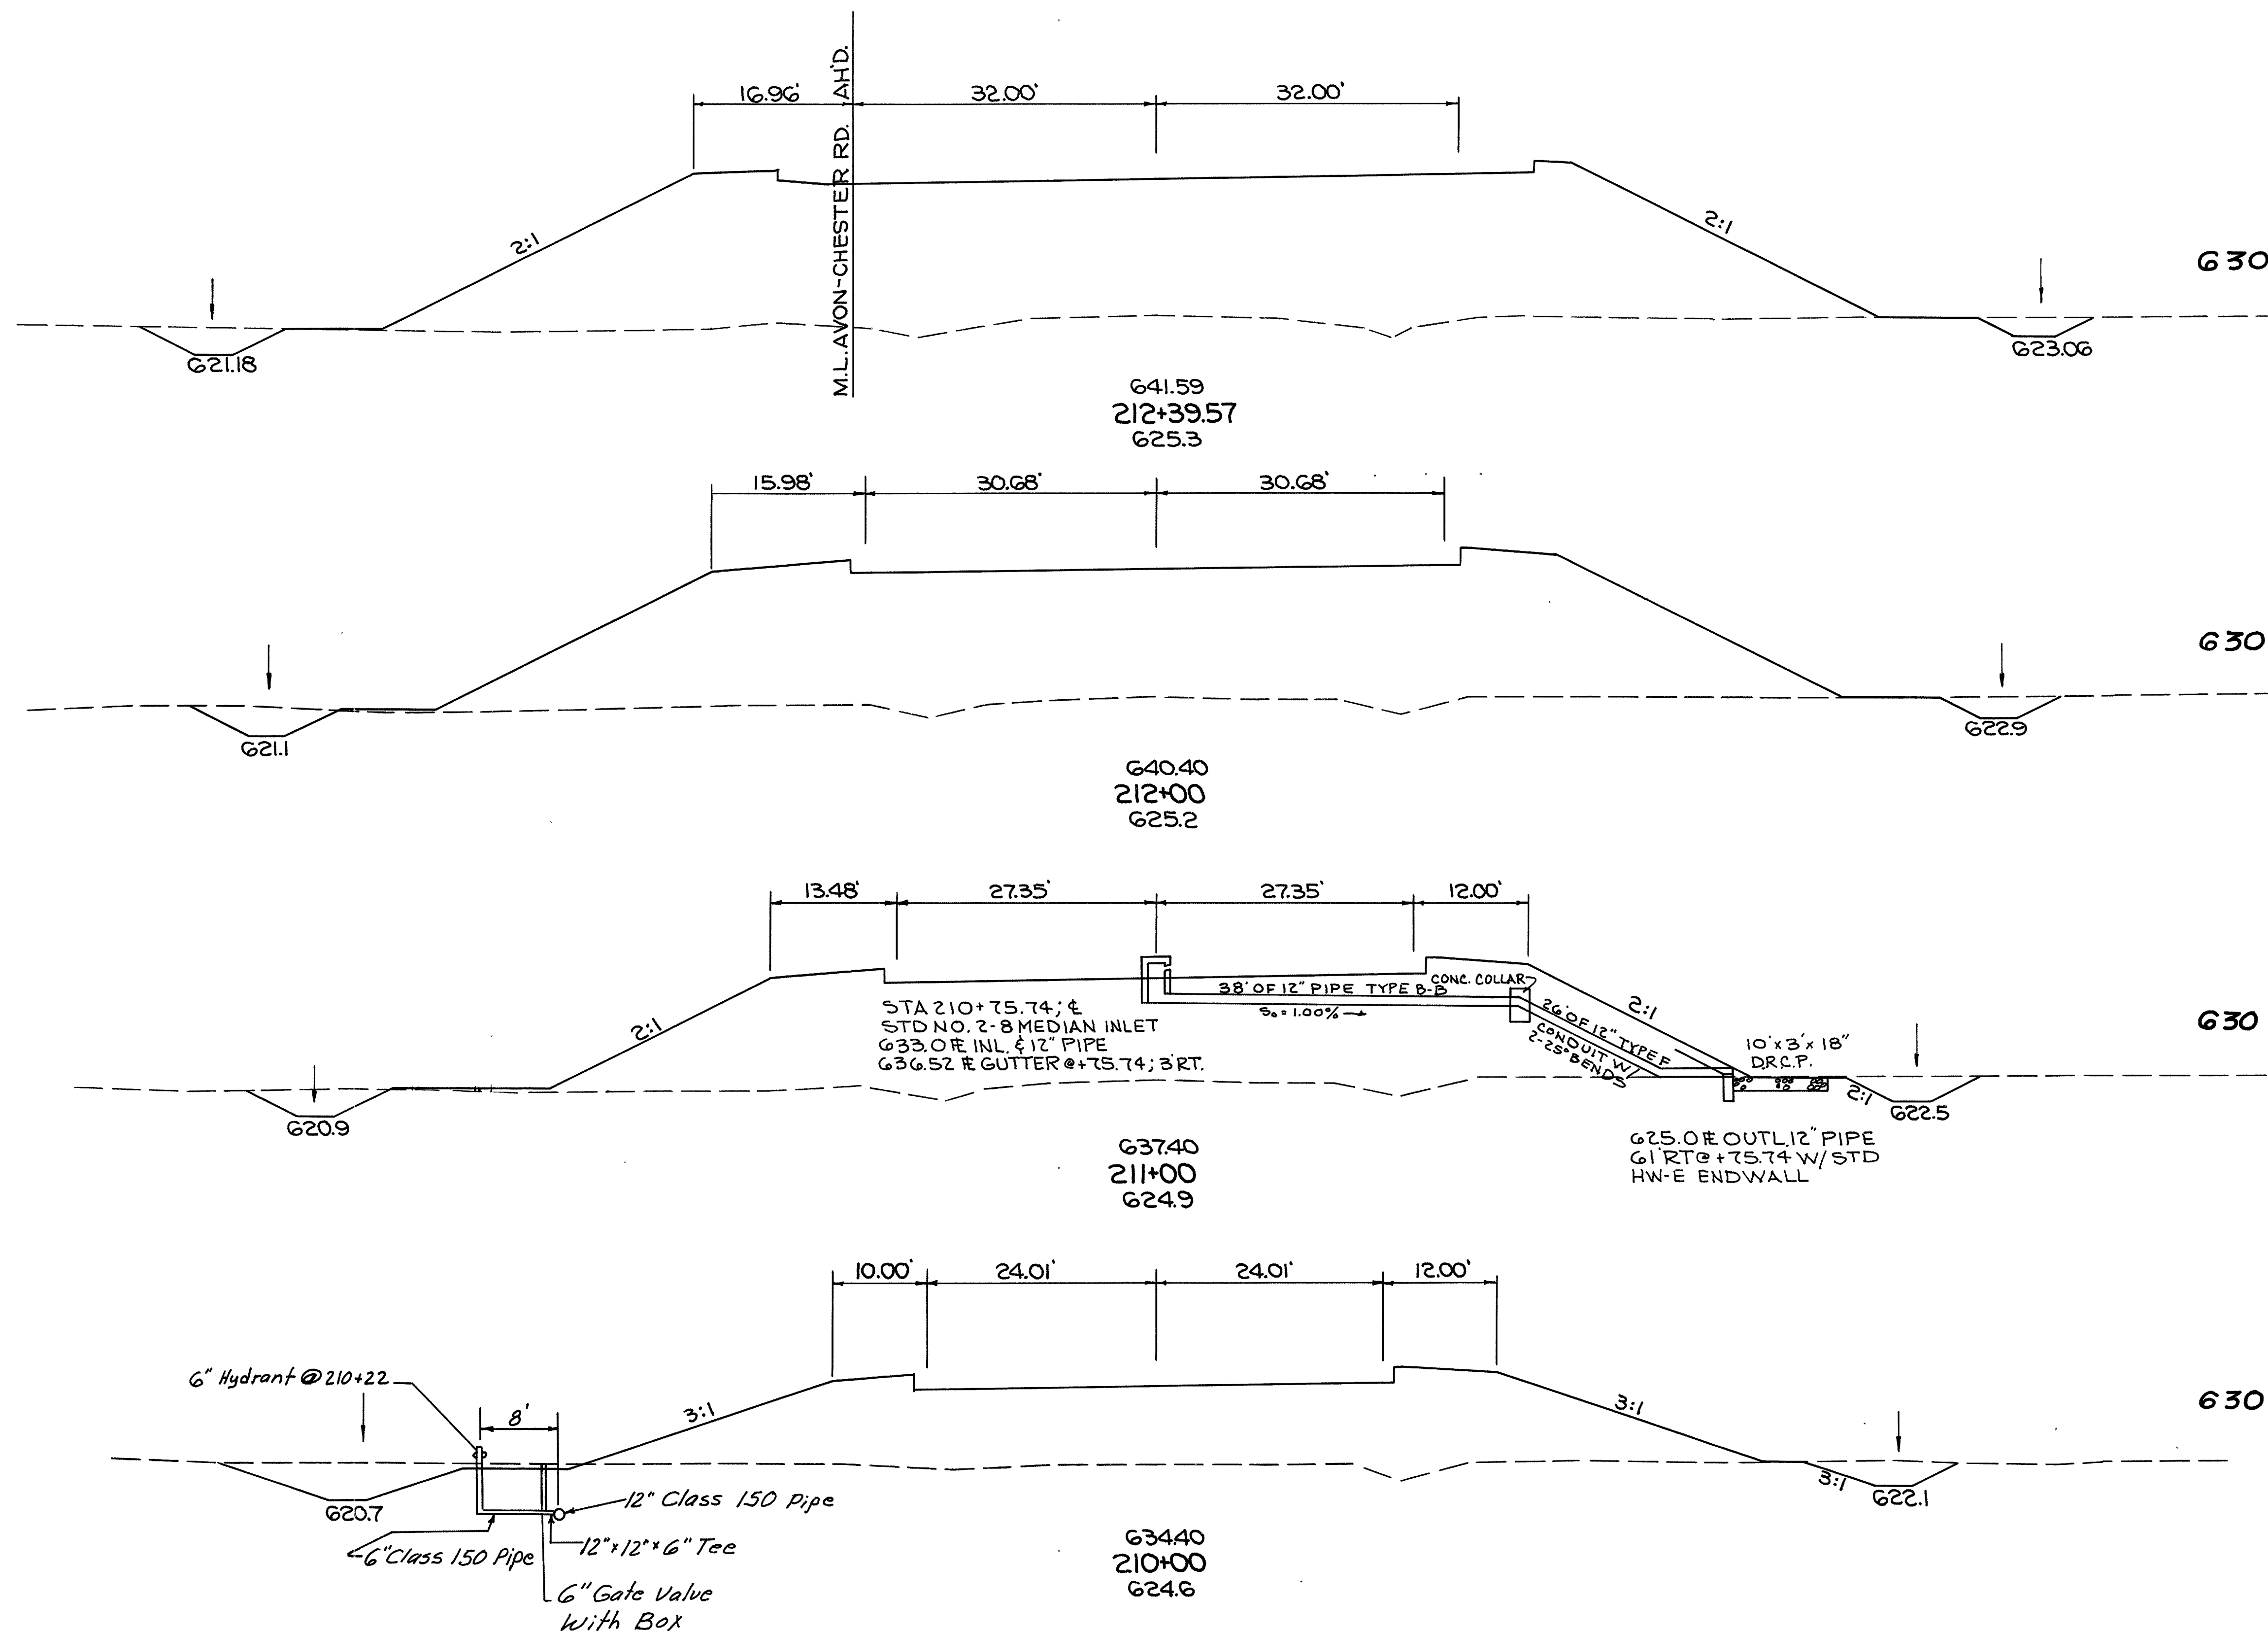 M.L. AVON-CHESTER RD. AH'D.
16.96'
32.00'
32.00'
2:1
2:1
630
621.18
623.06
641.59
212+39.57
625.3
15.98'
30.68'
30.68'
630
621.1
622.9
640.40
212+00
625.2
13.48'
27.35'
27.35'
12.00'
2:1
STA 210+75.74; ℄
STD NO. 2-8 MEDIAN INLET
633.0 FL INL. & 12" PIPE
636.52 FL GUTTER @+75.74; 3' RT.
38' OF 12" PIPE TYPE B-B
S₀ = 1.00%
CONC. COLLAR
2:1
26' OF 12" TYPE F
CONDUIT W/
2-25° BENDS
10' x 3' x 18"
D.R.C.P.
2:1
630
620.9
622.5
625.0 FL OUTL. 12" PIPE
61' RT @ +75.74 W/ STD
HW-E ENDWALL
637.40
211+00
624.9
10.00'
24.01'
24.01'
12.00'
6" Hydrant @ 210+22
8'
3:1
3:1
630
3:1
620.7
622.1
12" Class 150 Pipe
12" x 12" x 6" Tee
6" Class 150 Pipe
6" Gate Valve
With Box
634.40
210+00
624.6